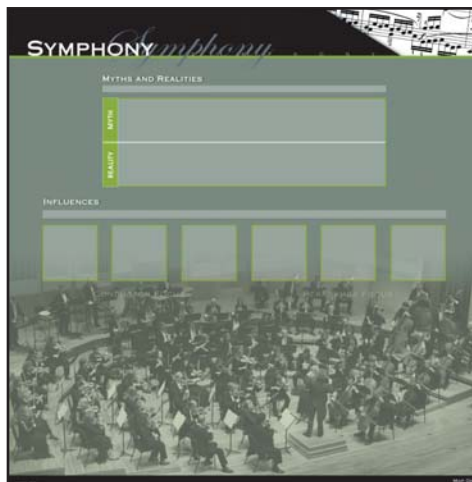 SYMPHONY Symphony
MYTHS AND REALITIES
MYTH
REALITY
INFLUENCES